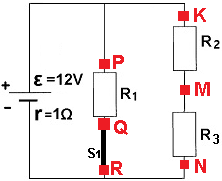 K
P
+
ε=12V
R₂
-
r=1Ω
R₁
M
Q
R₃
S1
R
N